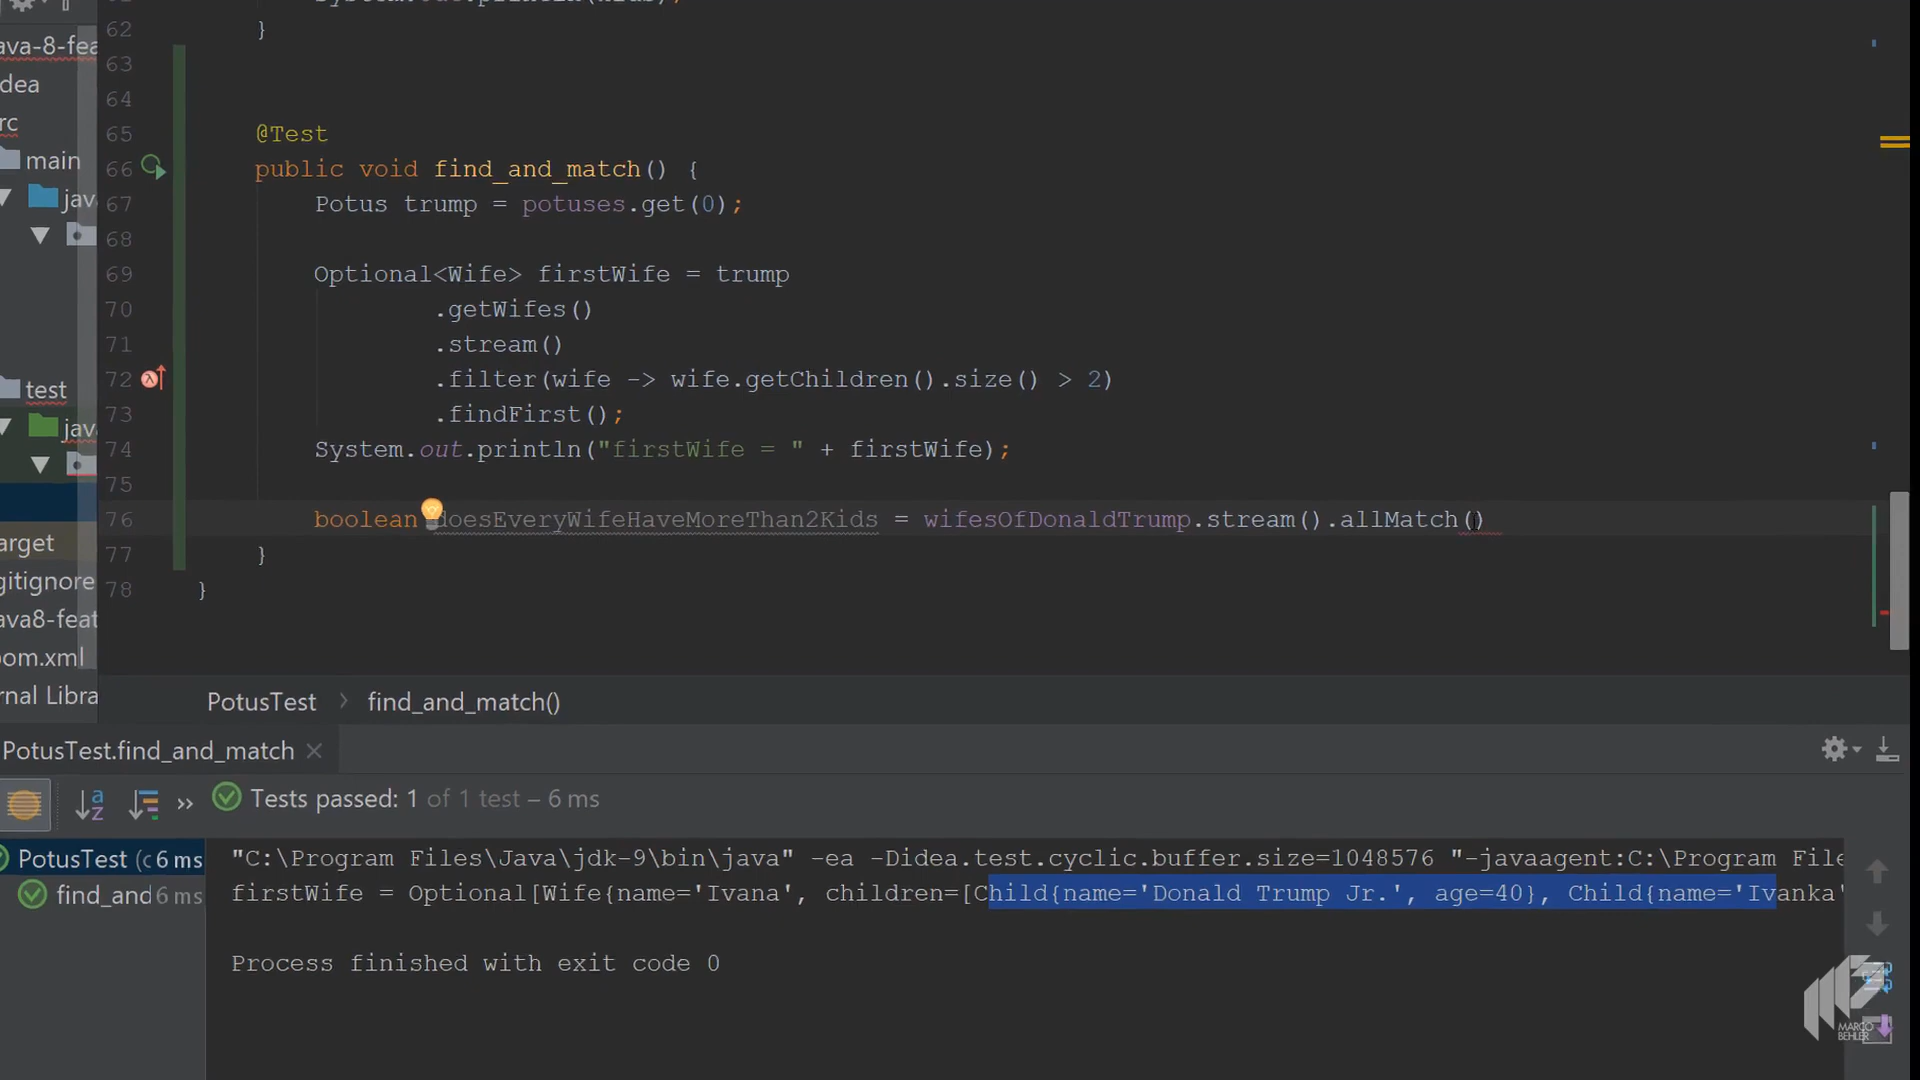 62 }
63
64
ava-8-fea
dea
65 @Test
rc
main
66 public void find_and_match() {
jav
67 Potus trump = potuses.get(0);
68
69 Optional<Wife> firstWife = trump
70 .getWifes()
71 .stream()
72 .filter(wife -> wife.getChildren().size() > 2)
test
73 .findFirst();
jav
74 System.out.println("firstWife = " + firstWife);
75
76 boolean doesEveryWifeHaveMoreThan2Kids = wifesOfDonaldTrump.stream().allMatch()
arget
77 }
gitignore
78 }
ava8-feat
oom.xml
rnal Libra
PotusTest find_and_match()
PotusTest.find_and_match
Tests passed: 1 of 1 test – 6 ms
PotusTest (c 6 ms
find_and 6 ms
"C:\Program Files\Java\jdk-9\bin\java" -ea -Didea.test.cyclic.buffer.size=1048576 "-javaagent:C:\Program File
firstWife = Optional[Wife{name='Ivana', children=[Child{name='Donald Trump Jr.', age=40}, Child{name='Ivanka'
Process finished with exit code 0
MARCO
BEHLER